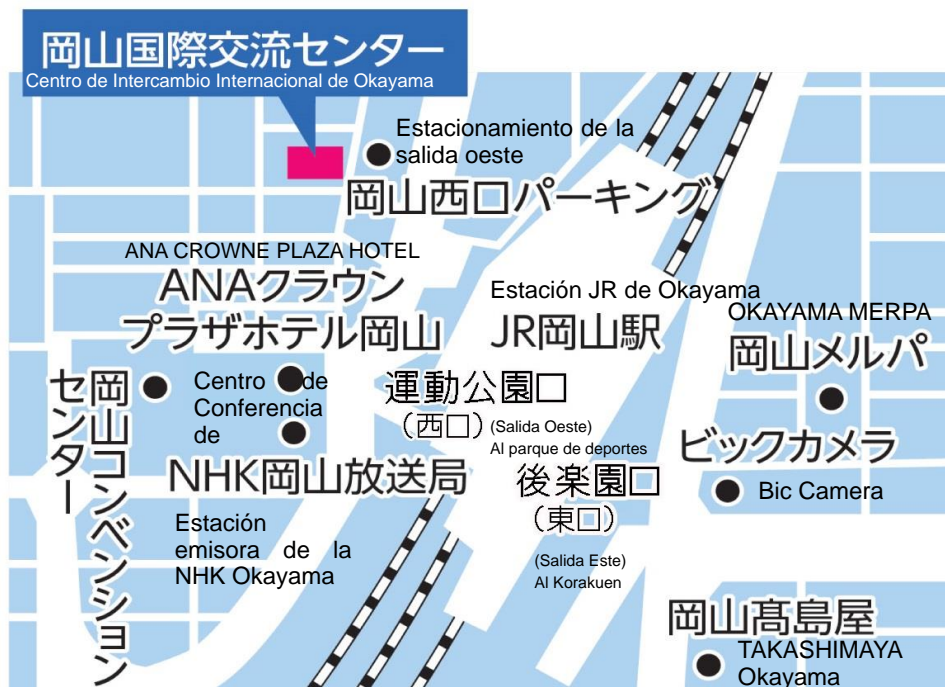 岡山国際交流センター
Centro de Intercambio Internacional de Okayama
Estacionamiento de la
salida oeste
岡山西口パーキング
ANA CROWNE PLAZA HOTEL
ANAクラウン
プラザホテル岡山
Estación JR de Okayama
JR岡山駅
OKAYAMA MERPA
岡山メルパ
岡山コンベンション
センター
Centro de
Conferencia
de
運動公園口
(西口)
(Salida Oeste)
Al parque de deportes
ビックカメラ
Bic Camera
NHK岡山放送局
Estación
emisora de la
NHK Okayama
後楽園口
(東口)
(Salida Este)
Al Korakuen
岡山髙島屋
TAKASHIMAYA
Okayama